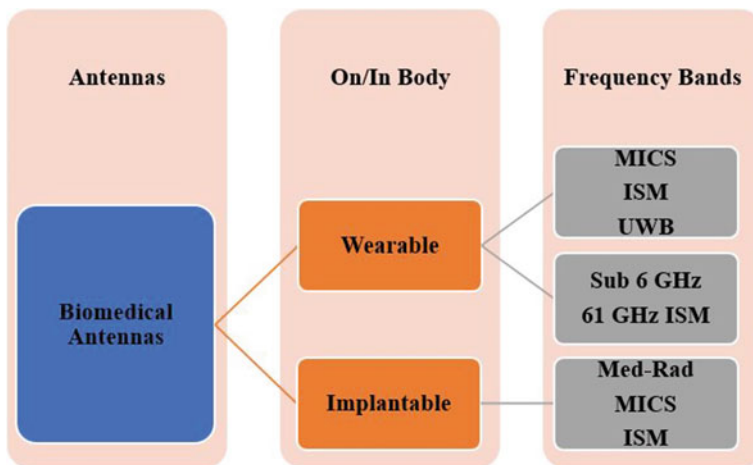 Antennas
On/In Body
Frequency Bands
Biomedical
Antennas
Wearable
Implantable
MICS
ISM
UWB
Sub 6 GHz
61 GHz ISM
Med-Rad
MICS
ISM